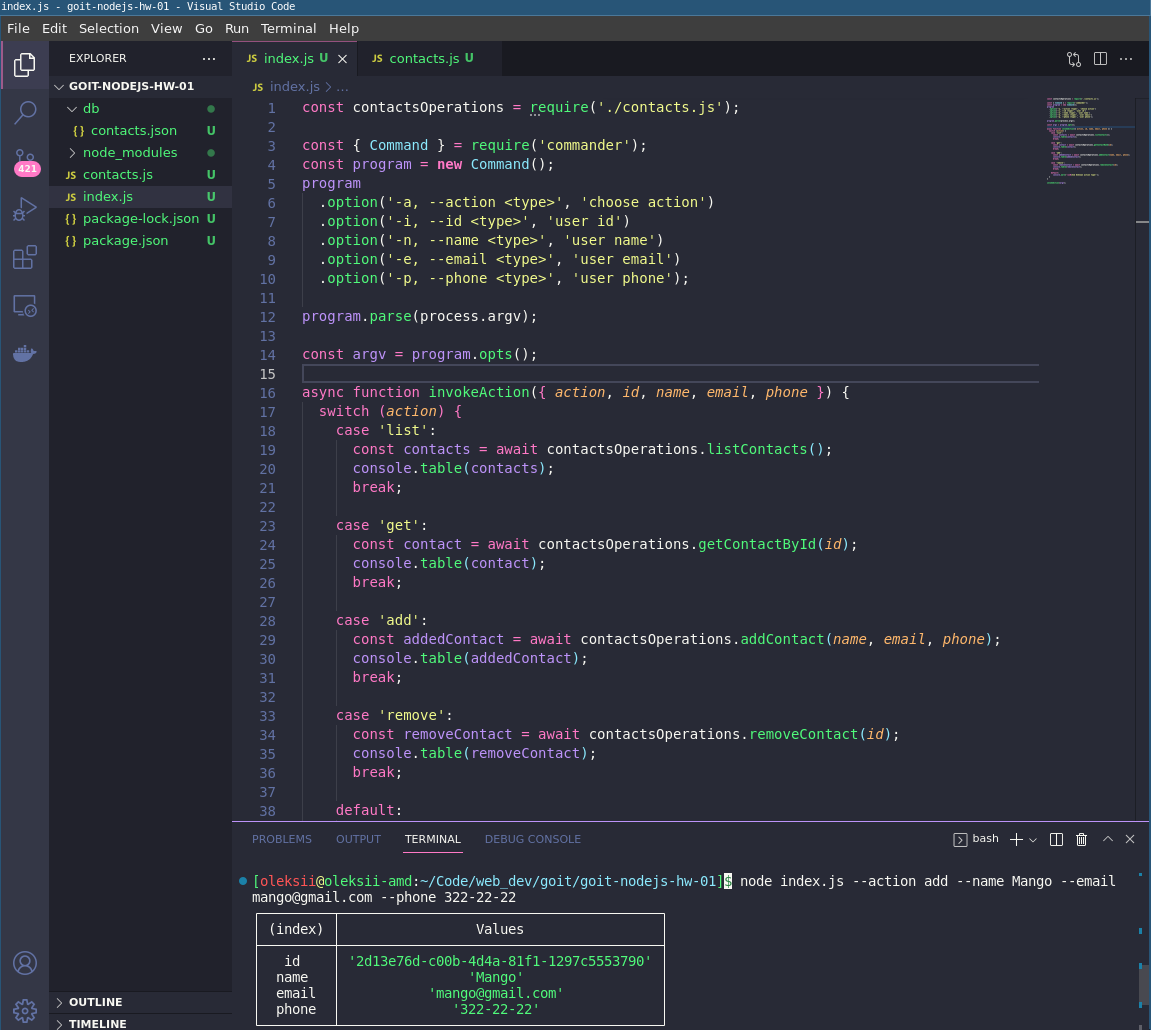 index.js - goit-nodejs-hw-01 - Visual Studio Code
File Edit Selection View Go Run Terminal Help
EXPLORER ···
GOIT-NODEJS-HW-01
db
{} contacts.json U
node_modules
JS contacts.js U
JS index.js U
{} package-lock.json U
{} package.json U
421
OUTLINE
TIMELINE
JS index.js U JS contacts.js U
JS index.js > ...
1 const contactsOperations = require('./contacts.js');
2
3 const { Command } = require('commander');
4 const program = new Command();
5 program
6 .option('-a, --action <type>', 'choose action')
7 .option('-i, --id <type>', 'user id')
8 .option('-n, --name <type>', 'user name')
9 .option('-e, --email <type>', 'user email')
10 .option('-p, --phone <type>', 'user phone');
11
12 program.parse(process.argv);
13
14 const argv = program.opts();
15
16 async function invokeAction({ action, id, name, email, phone }) {
17 switch (action) {
18 case 'list':
19 const contacts = await contactsOperations.listContacts();
20 console.table(contacts);
21 break;
22
23 case 'get':
24 const contact = await contactsOperations.getContactById(id);
25 console.table(contact);
26 break;
27
28 case 'add':
29 const addedContact = await contactsOperations.addContact(name, email, phone);
30 console.table(addedContact);
31 break;
32
33 case 'remove':
34 const removeContact = await contactsOperations.removeContact(id);
35 console.table(removeContact);
36 break;
37
38 default:
PROBLEMS OUTPUT TERMINAL DEBUG CONSOLE bash
[oleksii@oleksii-amd:~/Code/web_dev/goit/goit-nodejs-hw-01]$ node index.js --action add --name Mango --email
mango@gmail.com --phone 322-22-22
(index) Values
id '2d13e76d-c00b-4d4a-81f1-1297c5553790'
name 'Mango'
email 'mango@gmail.com'
phone '322-22-22'